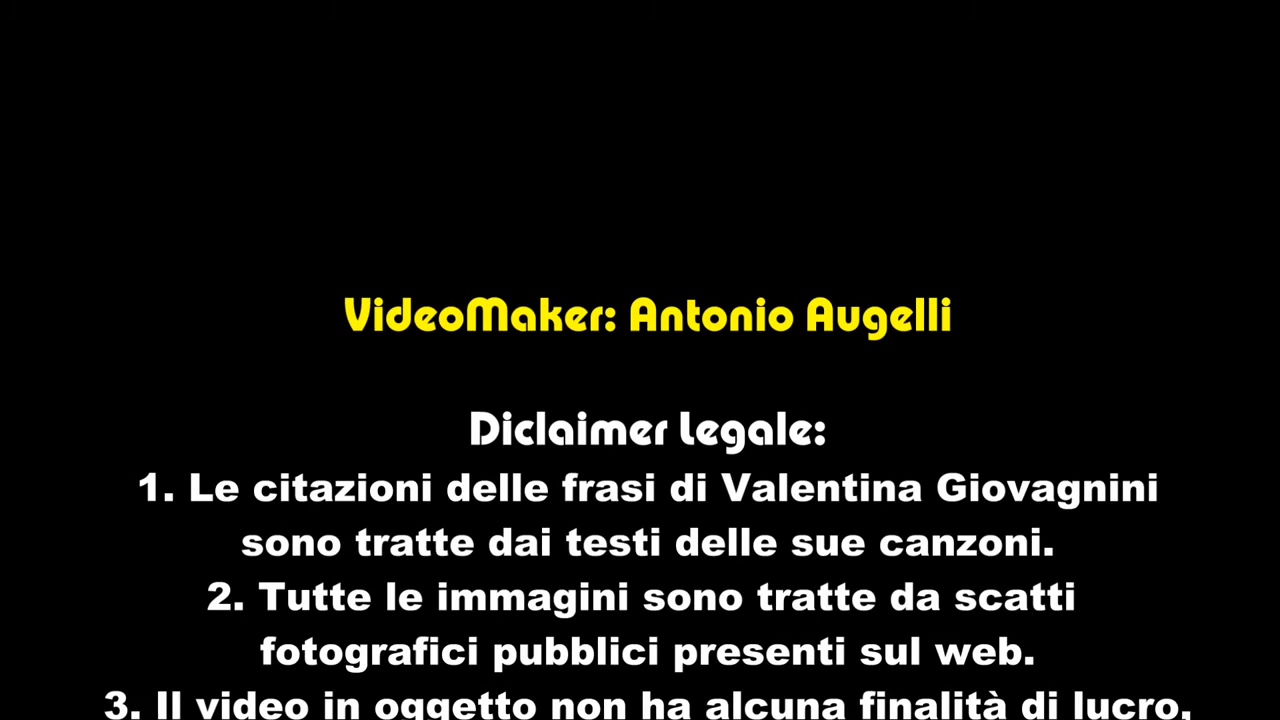 VideoMaker: Antonio Augelli
Diclaimer Legale:
1. Le citazioni delle frasi di Valentina Giovagnini
sono tratte dai testi delle sue canzoni.
2. Tutte le immagini sono tratte da scatti
fotografici pubblici presenti sul web.
3. Il video in oggetto non ha alcuna finalità di lucro.